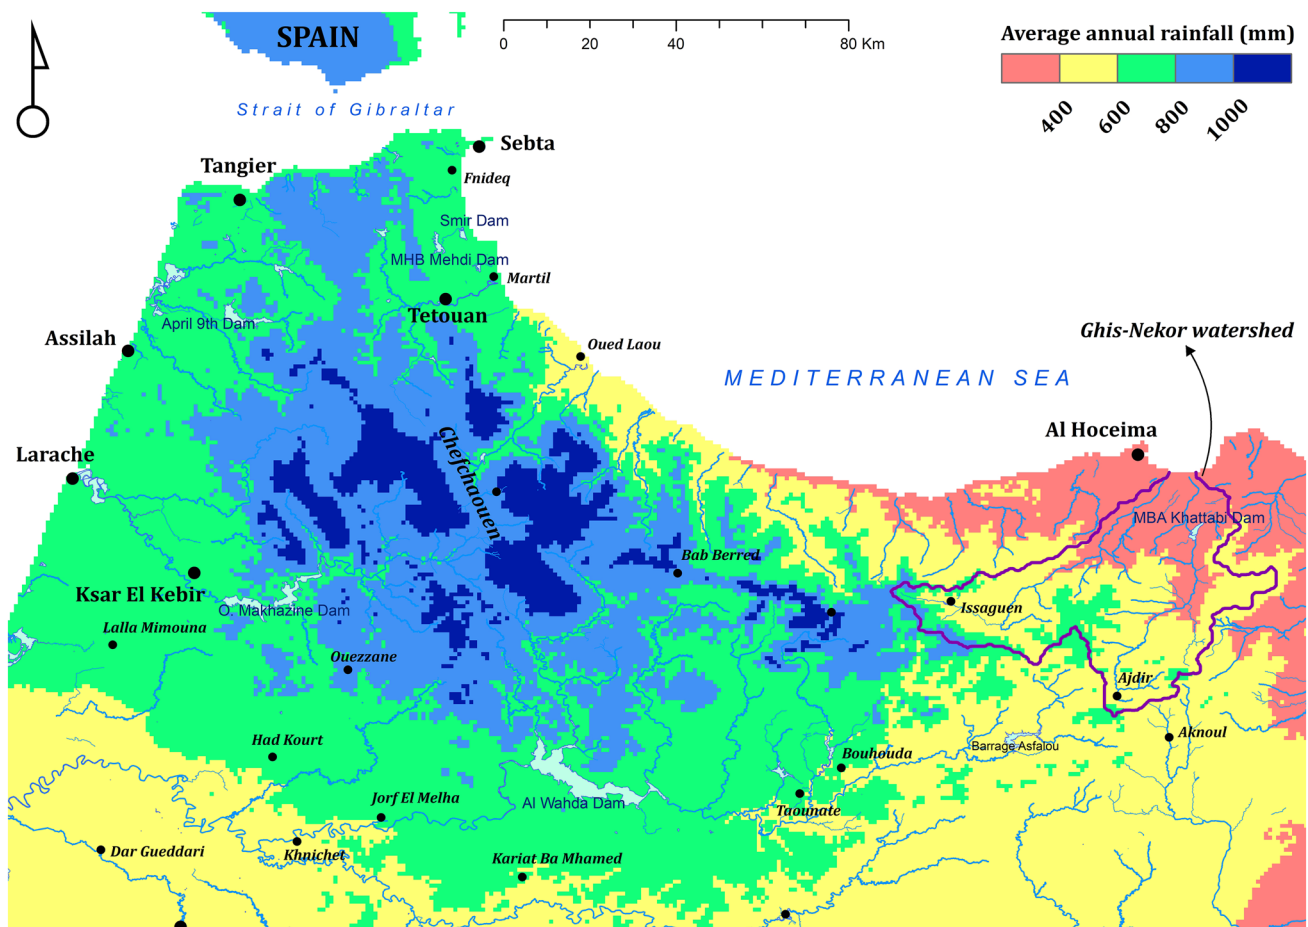 SPAIN
0 20 40 80 Km
Average annual rainfall (mm)
400 600 800 1000
Strait of Gibraltar
Sebta
Tangier
Fnideq
Smir Dam
MHB Mehdi Dam
Martil
Tetouan
April 9th Dam
Assilah
Oued Laou
Ghis-Nekor watershed
MEDITERRANEAN SEA
Al Hoceima
Larache
Chefchaouen
MBA Khattabi Dam
Bab Berred
Ksar El Kebir
O. Makhazine Dam
Issaguen
Lalla Mimouna
Ouezzane
Ajdir
Had Kourt
Aknoul
Barrage Asfalou
Bouhouda
Jorf El Melha
Al Wahda Dam
Taounate
Dar Gueddari
Khnichet
Kariat Ba Mhamed